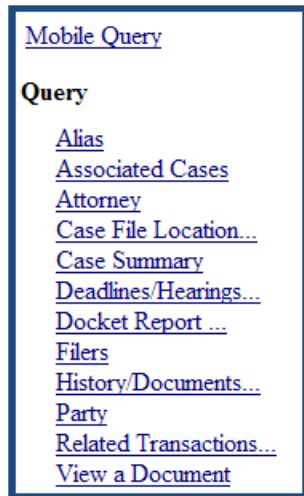 Mobile Query
Query
Alias
Associated Cases
Attorney
Case File Location...
Case Summary
Deadlines/Hearings...
Docket Report ...
Filers
History/Documents...
Party
Related Transactions...
View a Document